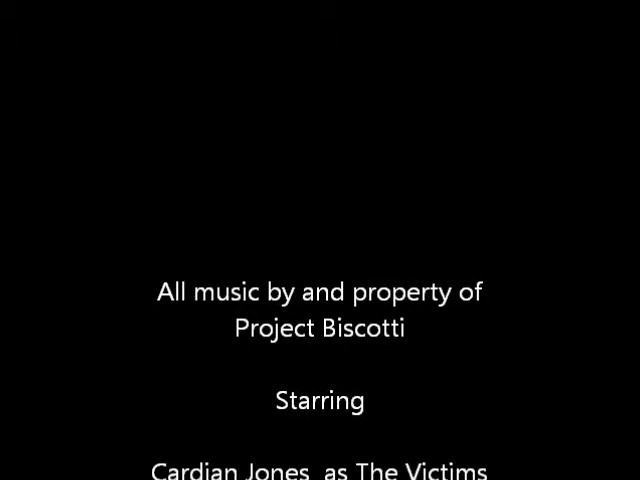 All music by and property of
Project Biscotti
Starring
Cardian Jones  as The Victims